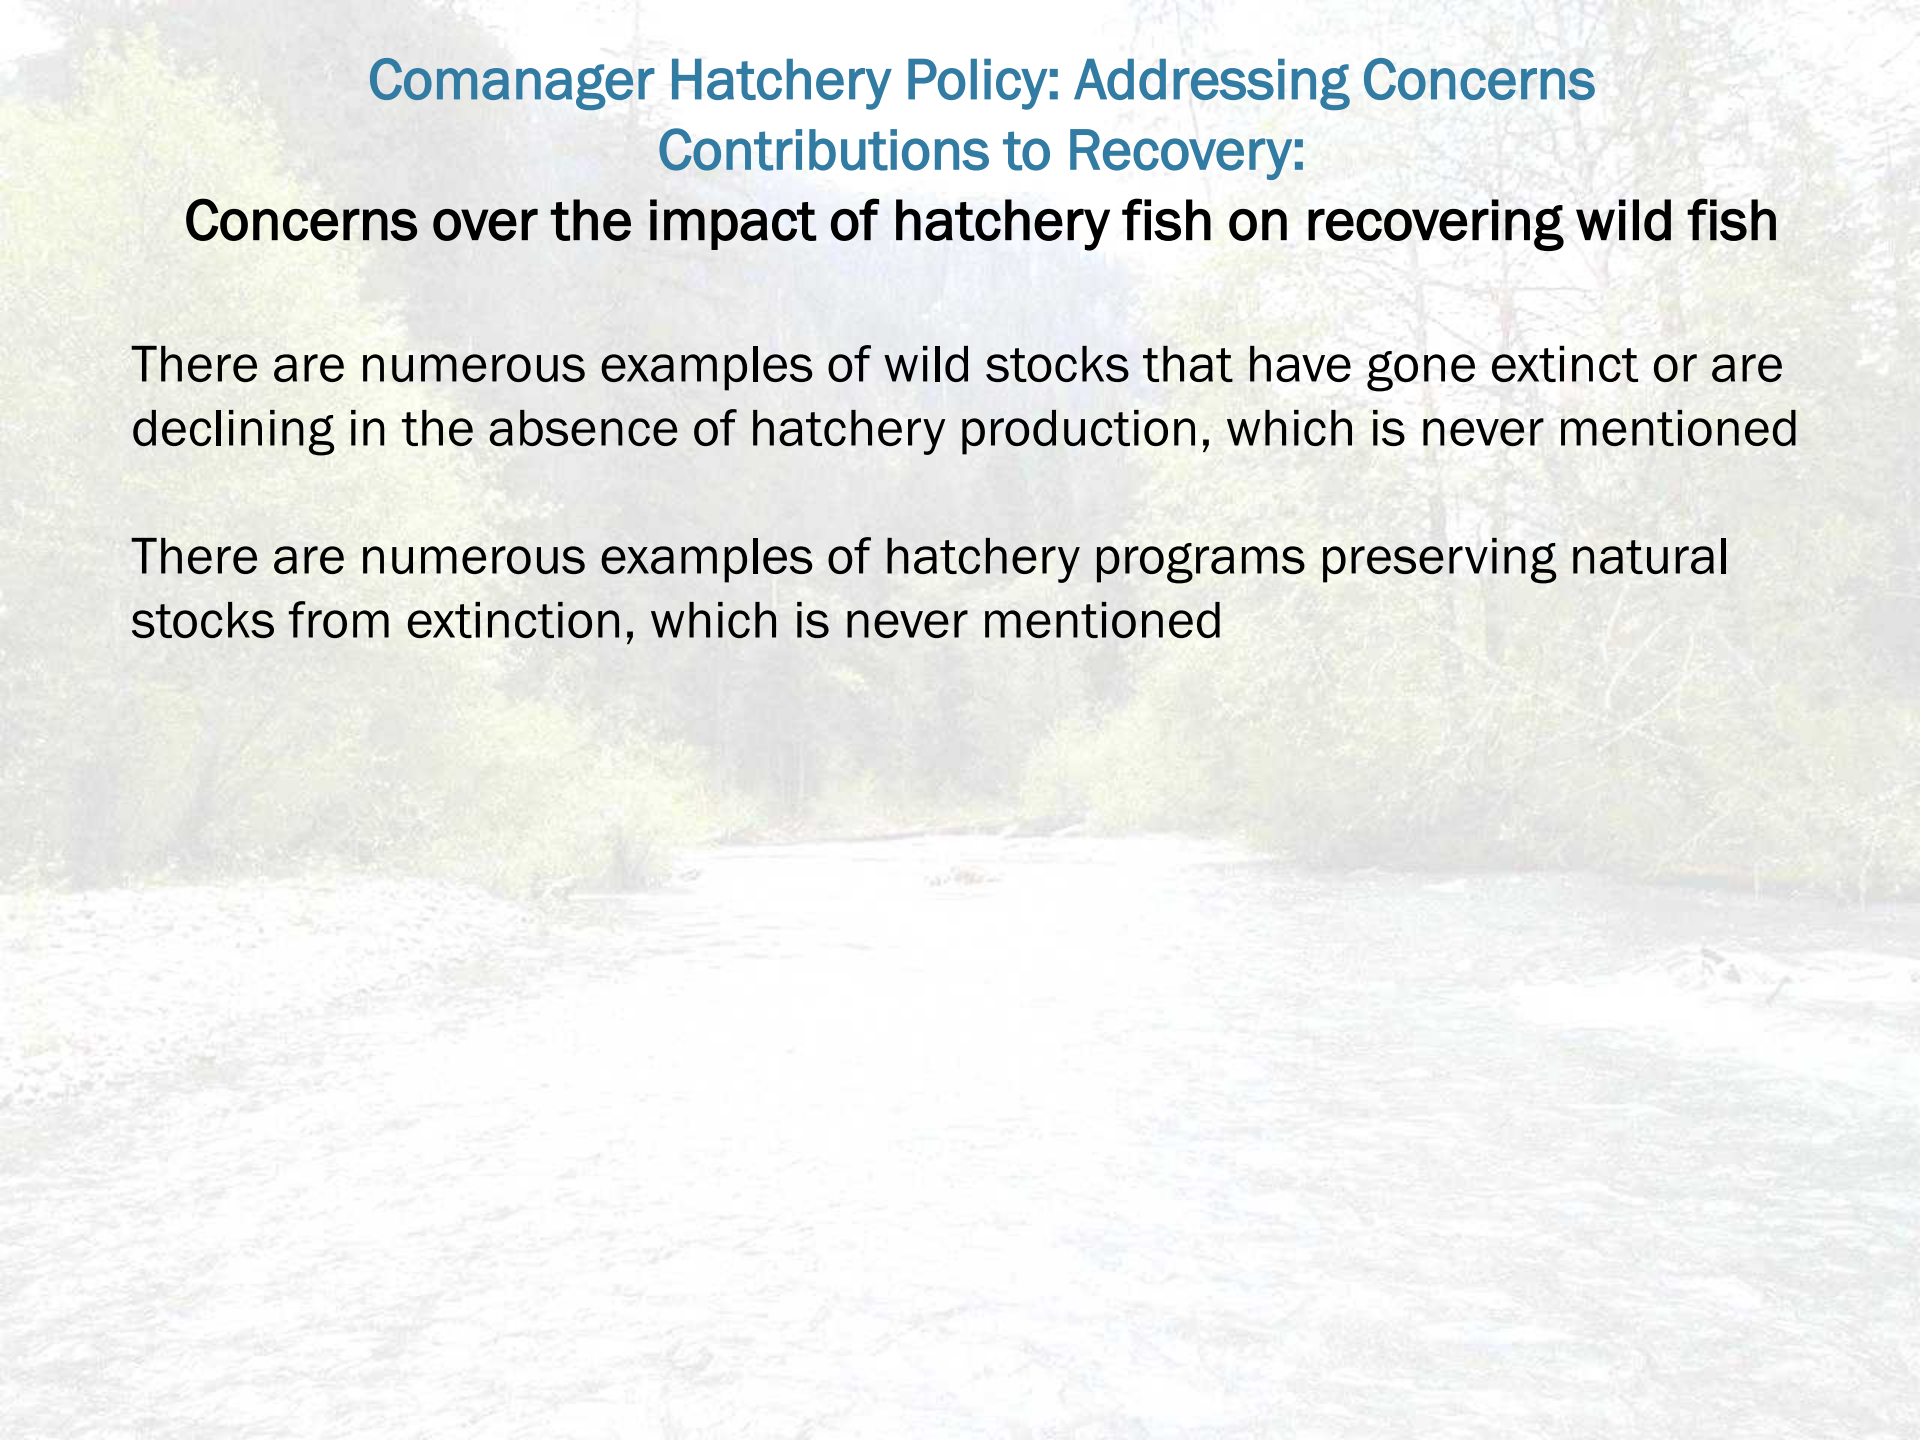 Comanager Hatchery Policy: Addressing Concerns
Contributions to Recovery:
Concerns over the impact of hatchery fish on recovering wild fish
There are numerous examples of wild stocks that have gone extinct or are
declining in the absence of hatchery production, which is never mentioned
There are numerous examples of hatchery programs preserving natural
stocks from extinction, which is never mentioned